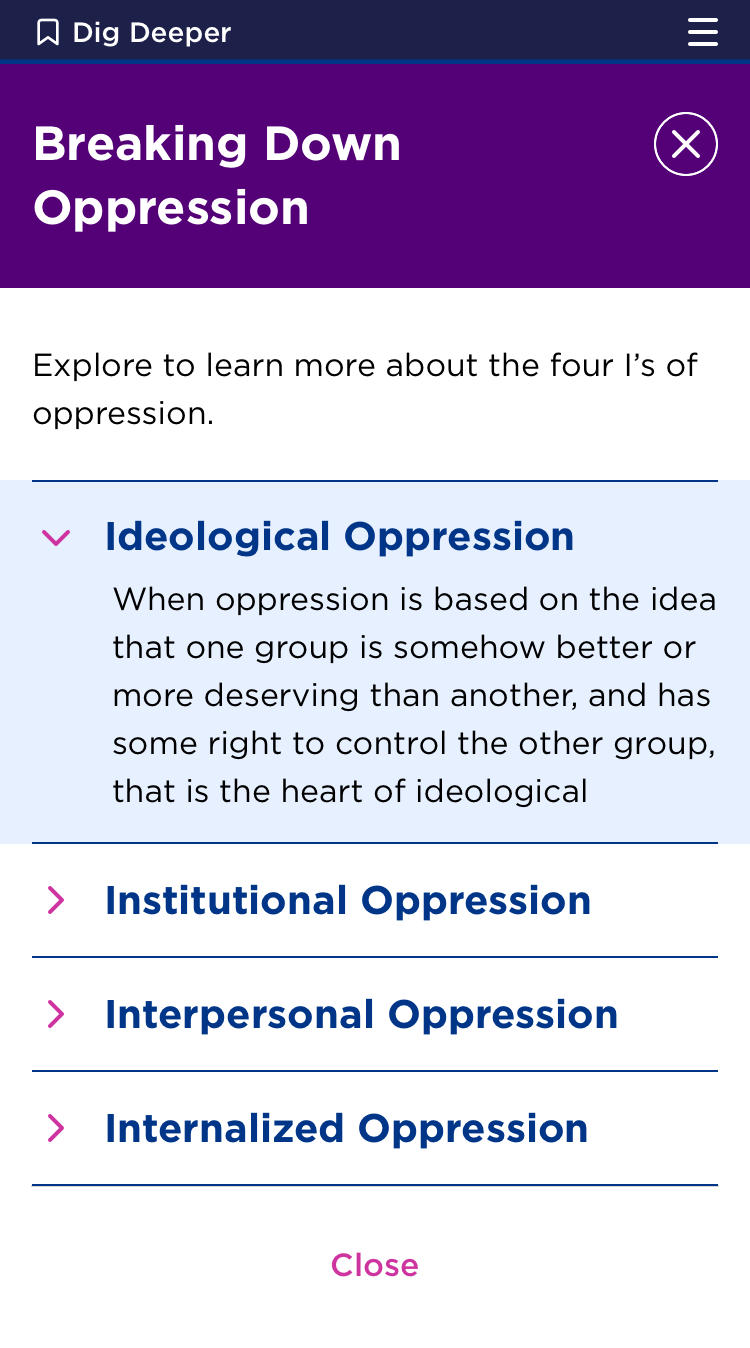 Dig Deeper
Breaking Down
Oppression
Explore to learn more about the four I’s of
oppression.
Ideological Oppression
When oppression is based on the idea
that one group is somehow better or
more deserving than another, and has
some right to control the other group,
that is the heart of ideological
Institutional Oppression
Interpersonal Oppression
Internalized Oppression
Close